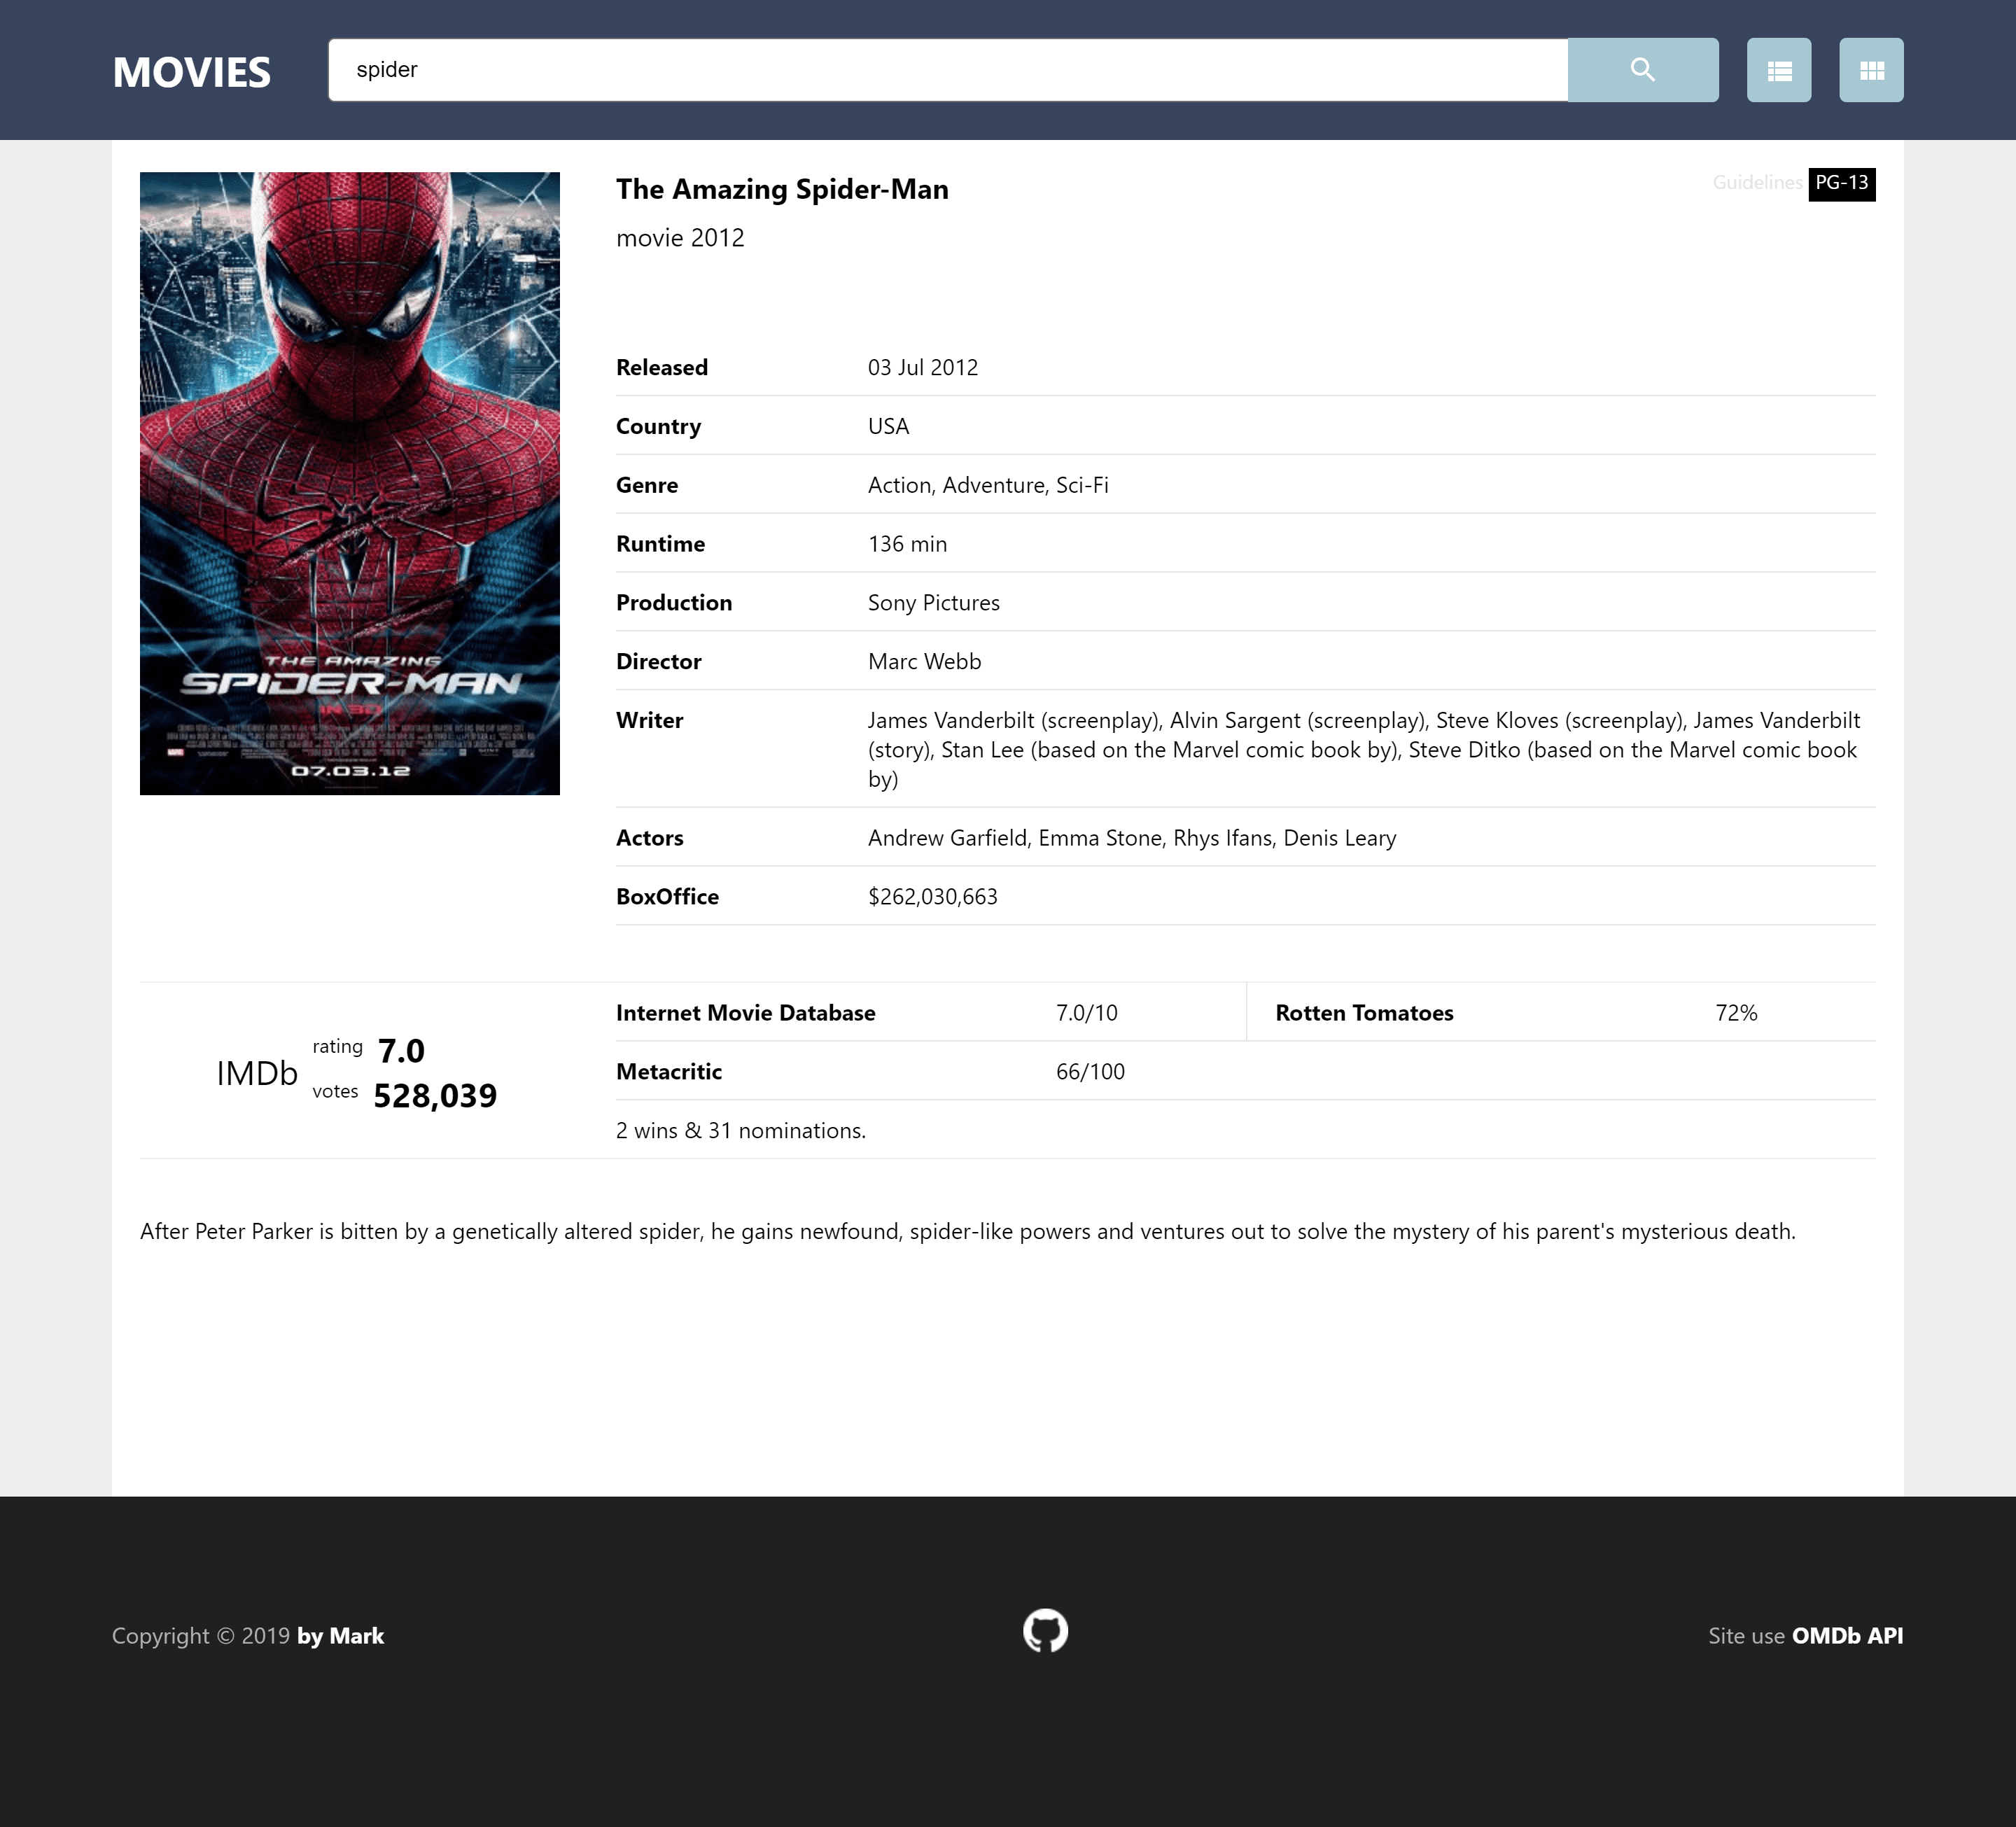 MOVIES
spider
The Amazing Spider-Man
Guidelines PG-13
movie 2012
Released 03 Jul 2012
Country USA
Genre Action, Adventure, Sci-Fi
Runtime 136 min
Production Sony Pictures
Director Marc Webb
Writer James Vanderbilt (screenplay), Alvin Sargent (screenplay), Steve Kloves (screenplay), James Vanderbilt
(story), Stan Lee (based on the Marvel comic book by), Steve Ditko (based on the Marvel comic book
by)
Actors Andrew Garfield, Emma Stone, Rhys Ifans, Denis Leary
BoxOffice $262,030,663
THE AMAZING
SPIDER-MAN
IN 3D
MARVEL
07.03.12
IMDb
rating 7.0
votes 528,039
Internet Movie Database 7.0/10 Rotten Tomatoes 72%
Metacritic 66/100
2 wins & 31 nominations.
After Peter Parker is bitten by a genetically altered spider, he gains newfound, spider-like powers and ventures out to solve the mystery of his parent's mysterious death.
Copyright © 2019 by Mark
Site use OMDb API